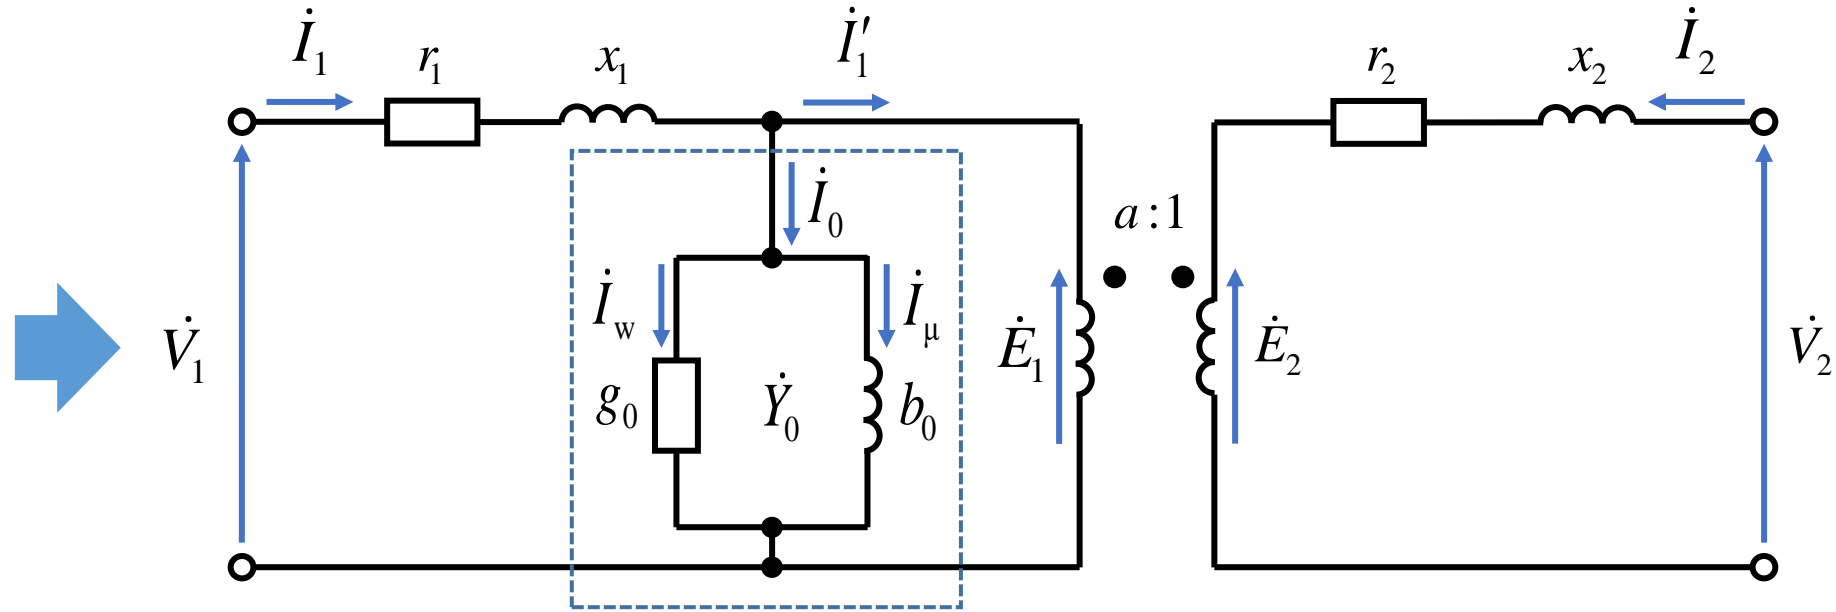 İ₁
r₁
x₁
İ₁′
r₂
x₂
İ₂
İ₀
a:1
İw
İμ
V̇₁
Ė₁
Ė₂
V̇₂
g₀
Ẏ₀
b₀